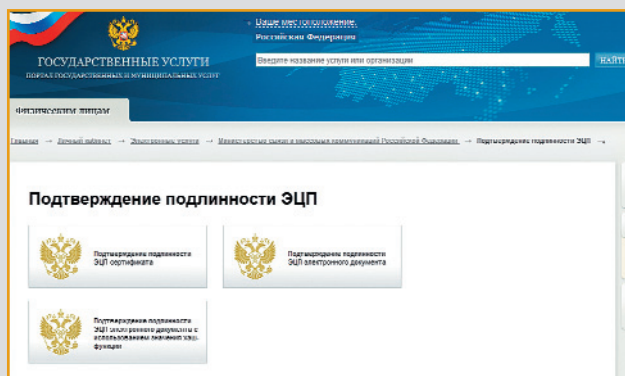 Ваше местоположение:
Российская Федерация
ГОСУДАРСТВЕННЫЕ УСЛУГИ
ПОРТАЛ ГОСУДАРСТВЕННЫХ И МУНИЦИПАЛЬНЫХ УСЛУГ
Введите название услуги или организации
НАЙТИ
Физическим лицам
Главная → Личный кабинет → Электронные услуги → Министерство связи и массовых коммуникаций Российской Федерации → Подтверждение подлинности ЭЦП →
Подтверждение подлинности ЭЦП
Подтверждение подлинности
ЭЦП сертификата
Подтверждение подлинности
ЭЦП электронного документа
Подтверждение подлинности
ЭЦП электронного документа с
использованием значения хэш-
функции